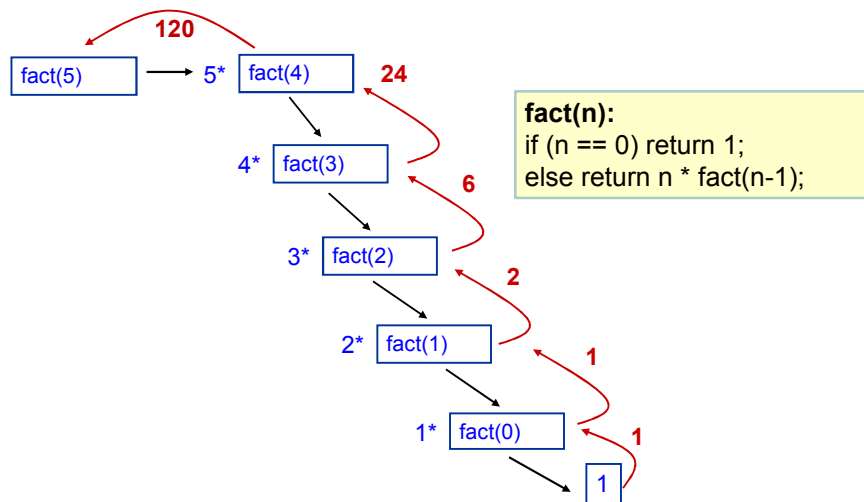 120
fact(5)
5* fact(4)
24
fact(n):
if (n == 0) return 1;
else return n * fact(n-1);
4* fact(3)
6
3* fact(2)
2
2* fact(1)
1
1* fact(0)
1
1